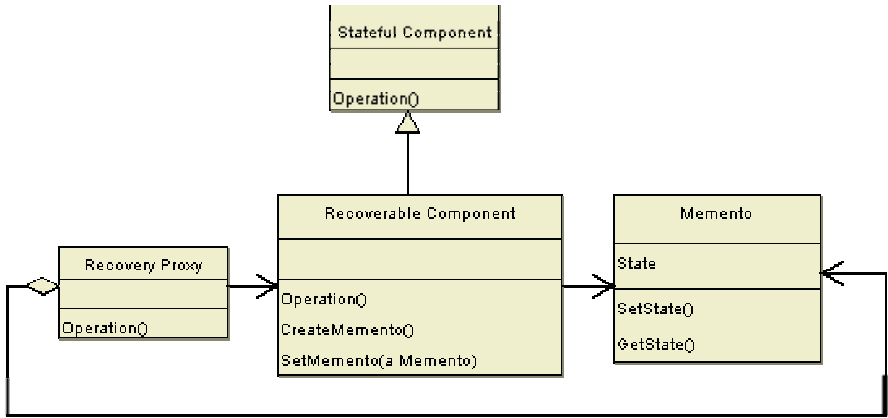 Stateful Component
Operation()
Recoverable Component
Operation()
CreateMemento()
SetMemento(a Memento)
Memento
State
SetState()
GetState()
Recovery Proxy
Operation()